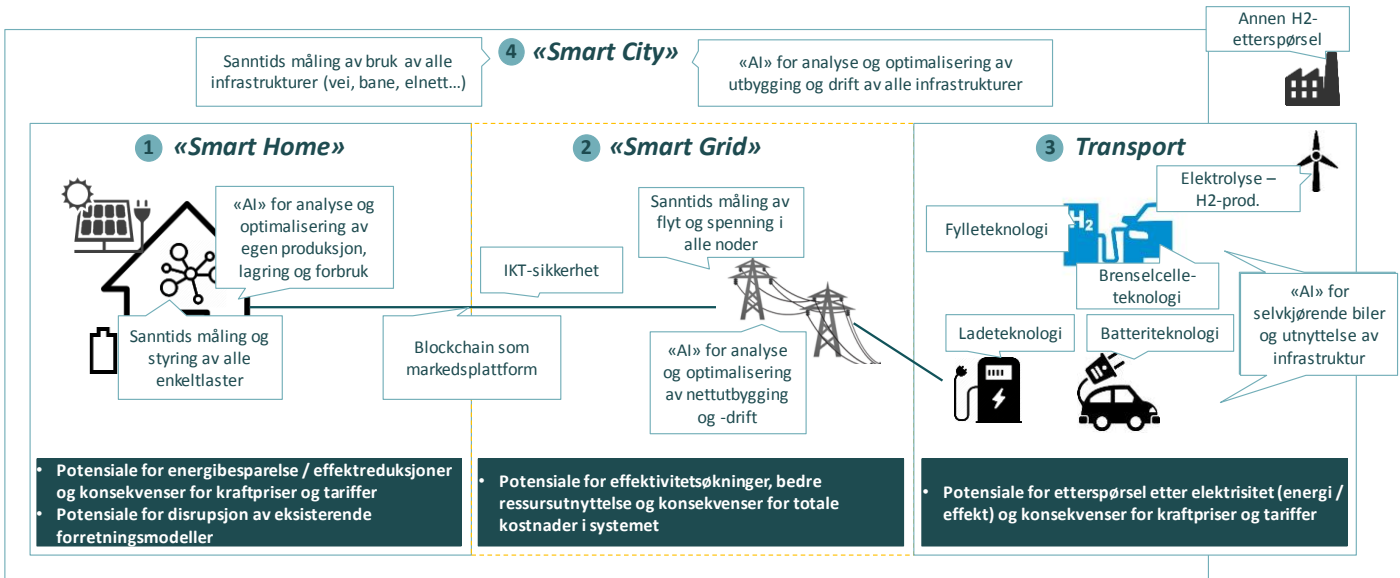 Annen H2-
etterspørsel
4 «Smart City»
Sanntids måling av bruk av alle
infrastrukturer (vei, bane, elnett…)
«AI» for analyse og optimalisering av
utbygging og drift av alle infrastrukturer
1 «Smart Home»
«AI» for analyse og
optimalisering av
egen produksjon,
lagring og forbruk
Sanntids måling og
styring av alle
enkeltlaster
IKT-sikkerhet
Blockchain som
markedsplattform
2 «Smart Grid»
Sanntids måling av
flyt og spenning i
alle noder
«AI» for analyse
og optimalisering
av nettutbygging
og -drift
3 Transport
Elektrolyse –
H2-prod.
Fylleteknologi
H2
Brenselcelle-
teknologi
Ladeteknologi
Batteriteknologi
«AI» for
selvkjørende biler
og utnyttelse av
infrastruktur
• Potensiale for energibesparelse / effektreduksjoner
og konsekvenser for kraftpriser og tariffer
• Potensiale for disrupsjon av eksisterende
forretningsmodeller
• Potensiale for effektivitetsøkninger, bedre
ressursutnyttelse og konsekvenser for totale
kostnader i systemet
• Potensiale for etterspørsel etter elektrisitet (energi /
effekt) og konsekvenser for kraftpriser og tariffer